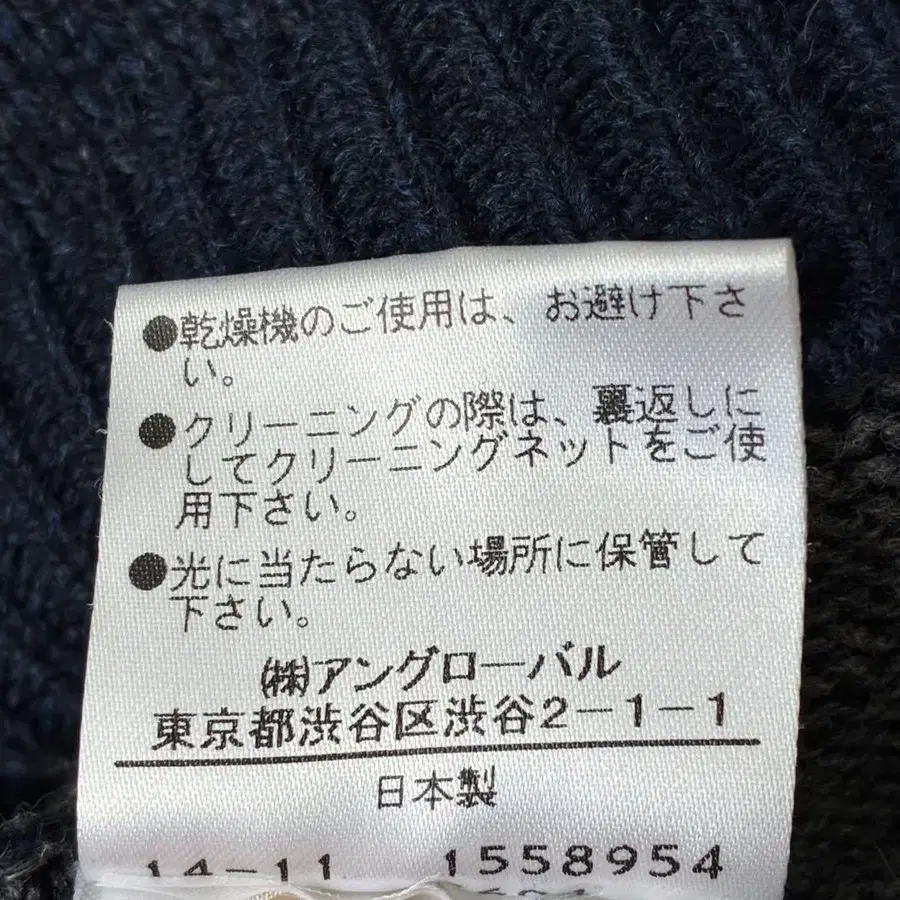 ●乾燥機のご使用は、お避け下さ
い。
●クリーニングの際は、裏返しに
してクリーニングネットをご使
用下さい。
●光に当たらない場所に保管して
下さい。
㈱アングローバル
東京都渋谷区渋谷2-1-1
日本製
14-11 1558954